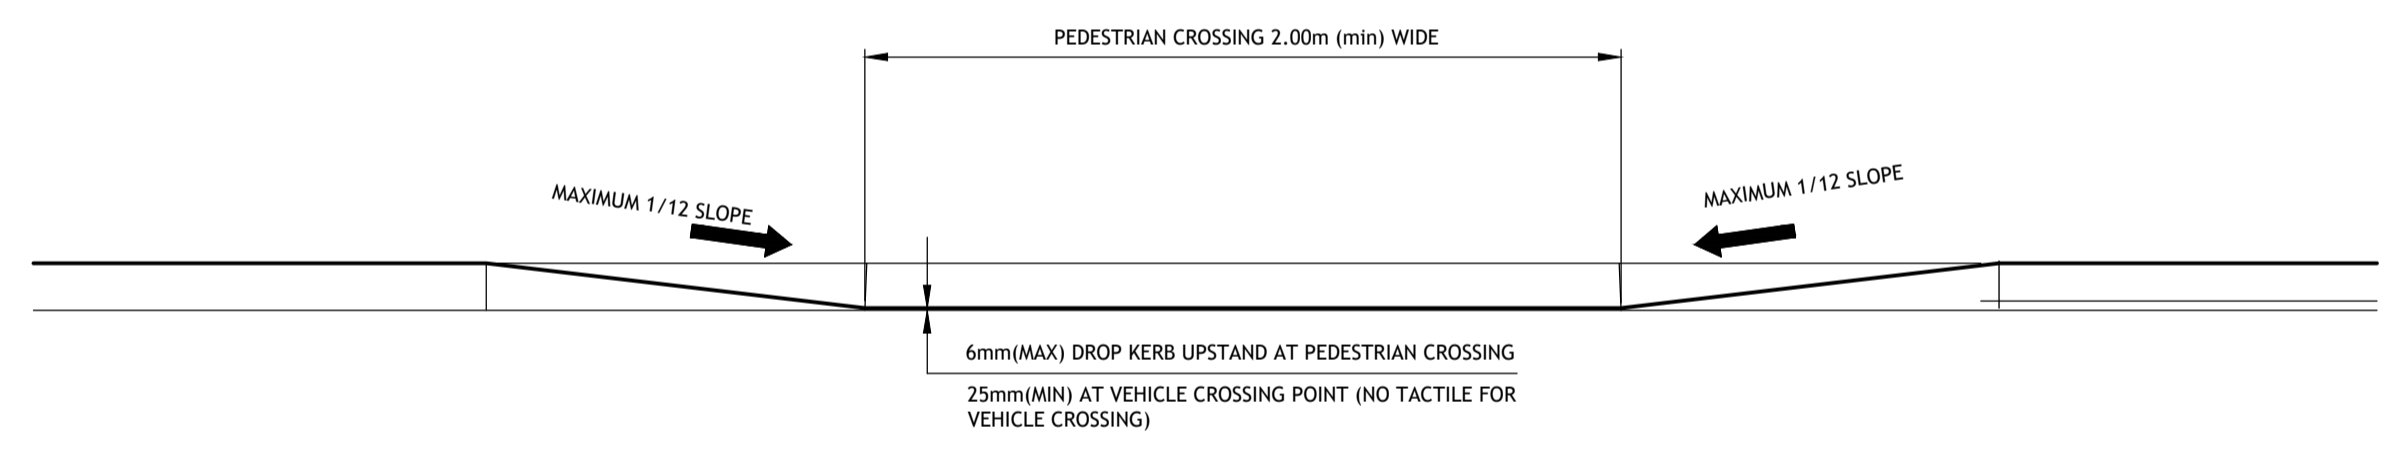 PEDESTRIAN CROSSING 2.00m (min) WIDE
MAXIMUM 1/12 SLOPE
MAXIMUM 1/12 SLOPE
6mm(MAX) DROP KERB UPSTAND AT PEDESTRIAN CROSSING
25mm(MIN) AT VEHICLE CROSSING POINT (NO TACTILE FOR
VEHICLE CROSSING)